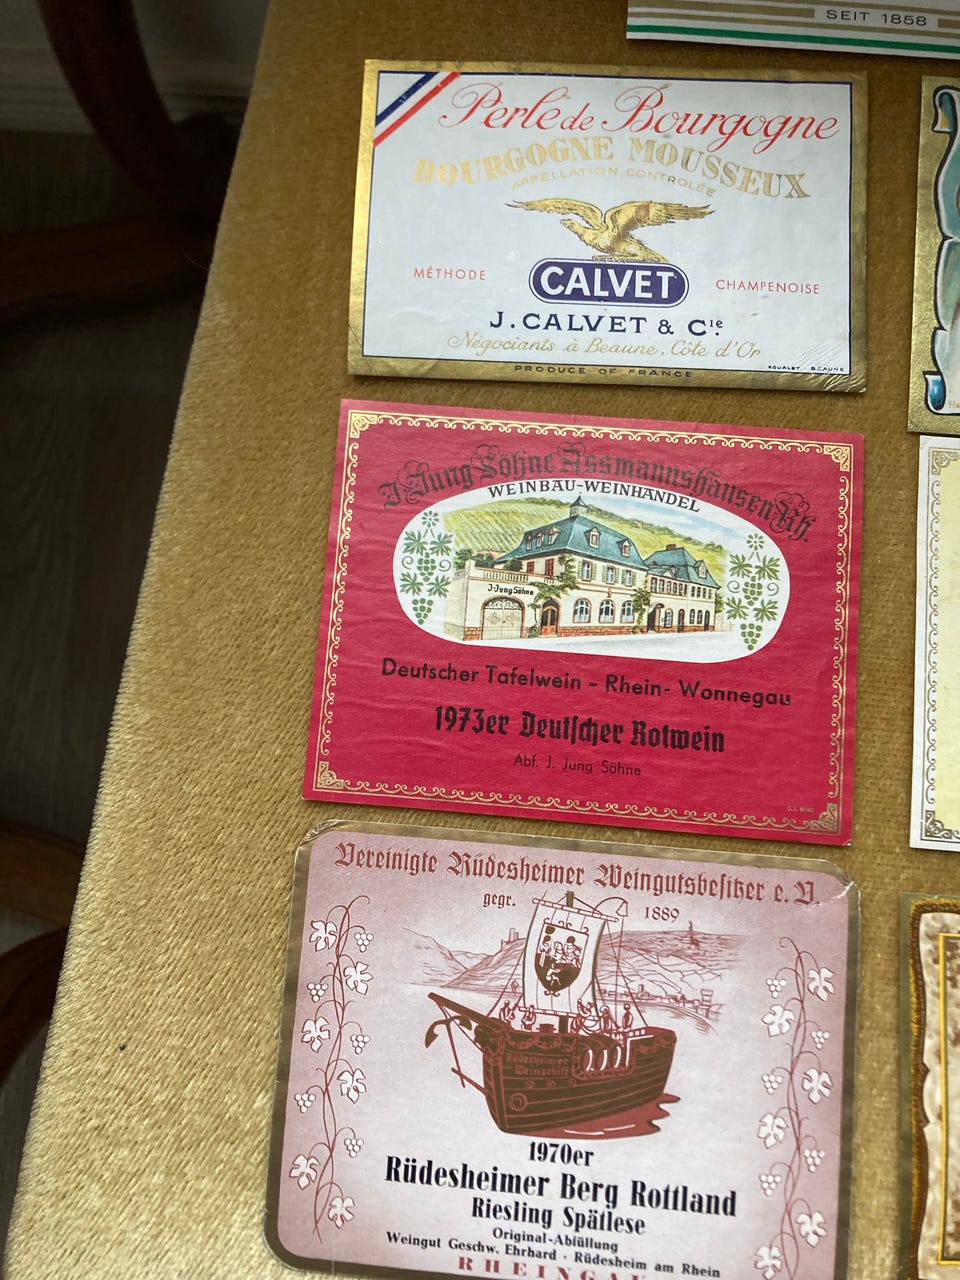 SEIT 1858
Perle de Bourgogne
BOURGOGNE MOUSSEUX
APPELLATION CONTROLÉE
MÉTHODE
CALVET
CHAMPENOISE
J. CALVET & Cie
Négociants à Beaune, Côte d'Or
PRODUCE OF FRANCE
ROUALET BEAUNE
J. Jung Söhne Assmannshausen Rh.
WEINBAU-WEINHANDEL
J. Jung Söhne
Deutscher Tafelwein - Rhein- Wonnegau
1973er Deutscher Rotwein
Abf. J. Jung Söhne
Vereinigte Rüdesheimer Weingutsbesitzer e. V.
gegr. 1889
Rüdesheimer
Weinschiff
1970er
Rüdesheimer Berg Rottland
Riesling Spätlese
Original-Abfüllung
Weingut Geschw. Ehrhard · Rüdesheim am Rhein
RHEINGAU